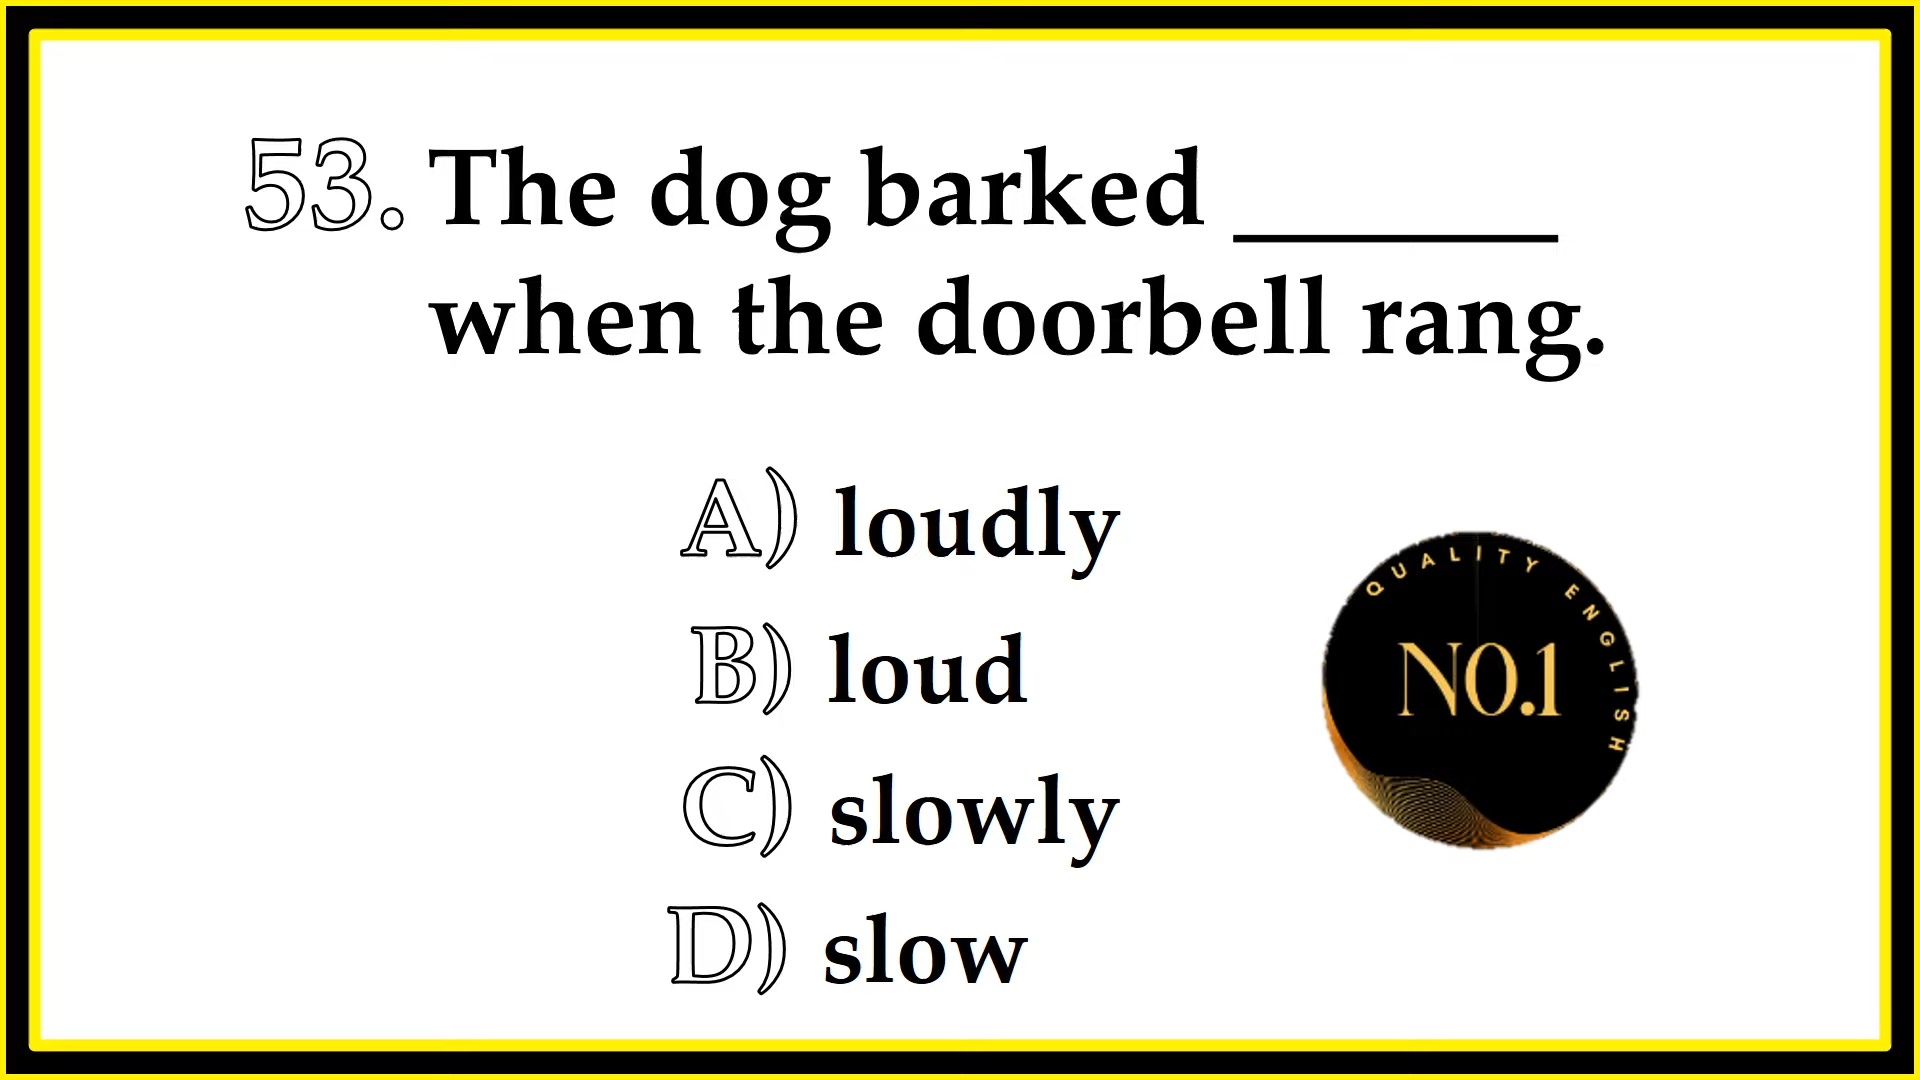 53. The dog barked ______
when the doorbell rang.
A) loudly
B) loud
C) slowly
D) slow
QUALITY ENGLISH
NO.1